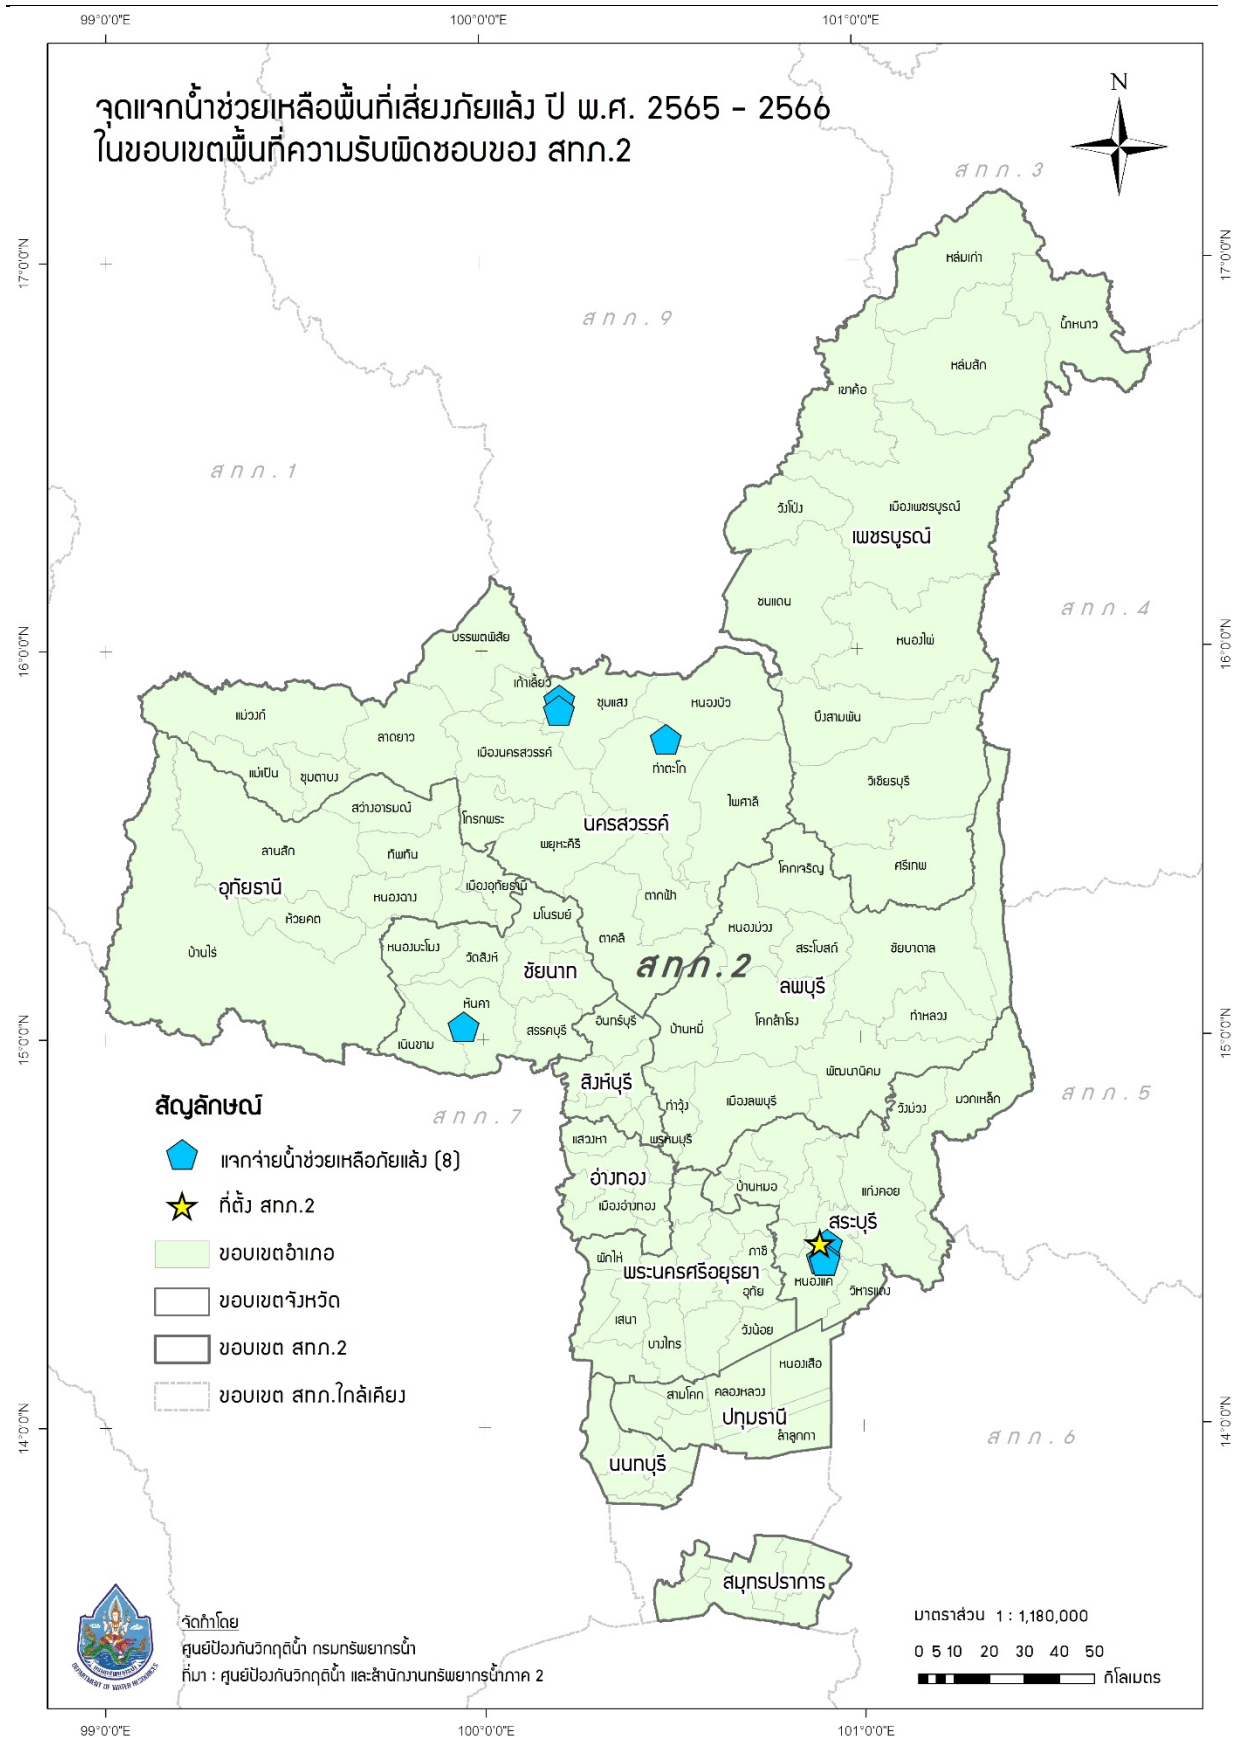 99°0'0"E 100°0'0"E 101°0'0"E
จุดแจกน้ำช่วยเหลือพื้นที่เสี่ยงภัยแล้ง ปี พ.ศ. 2565 - 2566
ในขอบเขตพื้นที่ความรับผิดชอบของ สทภ.2
N
สทภ.3
17°0'0"N 17°0'0"N
หล่มเก่า
น้ำหนาว
สทภ.9
หล่มสัก
เขาค้อ
สทภ.1
วังโป่ง
เมืองเพชรบูรณ์
เพชรบูรณ์
ชนแดน
สทภ.4
16°0'0"N 16°0'0"N
บรรพตพิสัย
หนองไผ่
เก้าเลี้ยว
ชุมแสง
หนองบัว
แม่วงก์
บึงสามพัน
ลาดยาว
เมืองนครสวรรค์
แม่เปิน
ชุมตาบง
ท่าตะโก
วิเชียรบุรี
สว่างอารมณ์
ไพศาลี
โกรกพระ
นครสวรรค์
พยุหะคีรี
ลานสัก
ทัพทัน
โคกเจริญ
ศรีเทพ
อุทัยธานี
เมืองอุทัยธานี
หนองฉาง
ตากฟ้า
ห้วยคต
มโนรมย์
หนองม่วง
ตาคลี
หนองมะโมง
สระโบสถ์
ชัยบาดาล
บ้านไร่
วัดสิงห์
ชัยนาท
สทภ.2
ลพบุรี
หันคา
อินทร์บุรี
โคกสำโรง
ท่าหลวง
สรรคบุรี
บ้านหมี่
15°0'0"N 15°0'0"N
เนินขาม
สิงห์บุรี
พัฒนานิคม
สทภ.5
สัญลักษณ์
สทภ.7
ท่าวุ้ง
เมืองลพบุรี
วังม่วง
มวกเหล็ก
แสวงหา
พรหมบุรี
แจกจ่ายน้ำช่วยเหลือภัยแล้ง (8)
อ่างทอง
บ้านหมอ
แก่งคอย
ที่ตั้ง สทภ.2
เมืองอ่างทอง
สระบุรี
ขอบเขตอำเภอ
ผักไห่
ภาชี
พระนครศรีอยุธยา
หนองแค
วิหารแดง
อุทัย
ขอบเขตจังหวัด
เสนา
วังน้อย
ขอบเขต สทภ.2
บางไทร
หนองเสือ
ขอบเขต สทภ.ใกล้เคียง
สามโคก
คลองหลวง
ปทุมธานี
14°0'0"N 14°0'0"N
ลำลูกกา
สทภ.6
นนทบุรี
สมุทรปราการ
DEPARTMENT OF WATER RESOURCES
จัดทำโดย
ศูนย์ป้องกันวิกฤติน้ำ กรมทรัพยากรน้ำ
ที่มา : ศูนย์ป้องกันวิกฤติน้ำ และสำนักงานทรัพยากรน้ำภาค 2
มาตราส่วน 1 : 1,180,000
0 5 10 20 30 40 50
กิโลเมตร
99°0'0"E 100°0'0"E 101°0'0"E